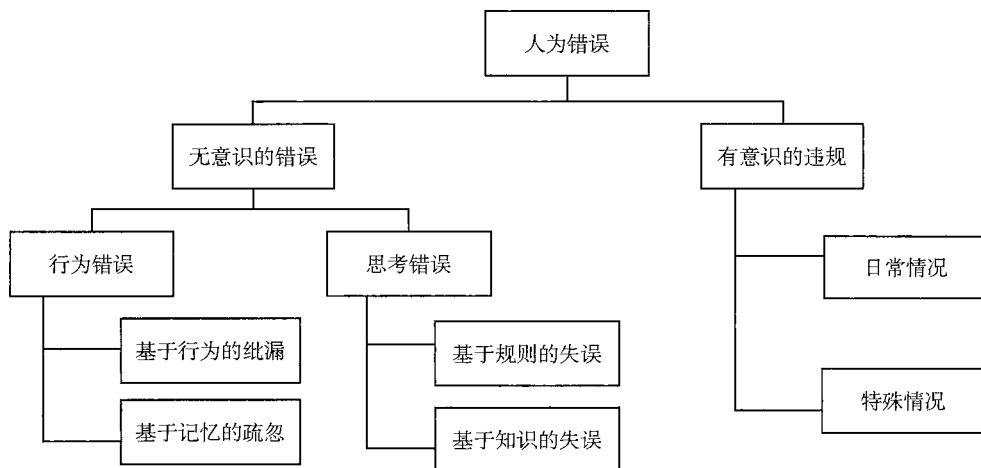 人为错误
无意识的错误
有意识的违规
行为错误
思考错误
日常情况
基于行为的纰漏
基于规则的失误
特殊情况
基于记忆的疏忽
基于知识的失误